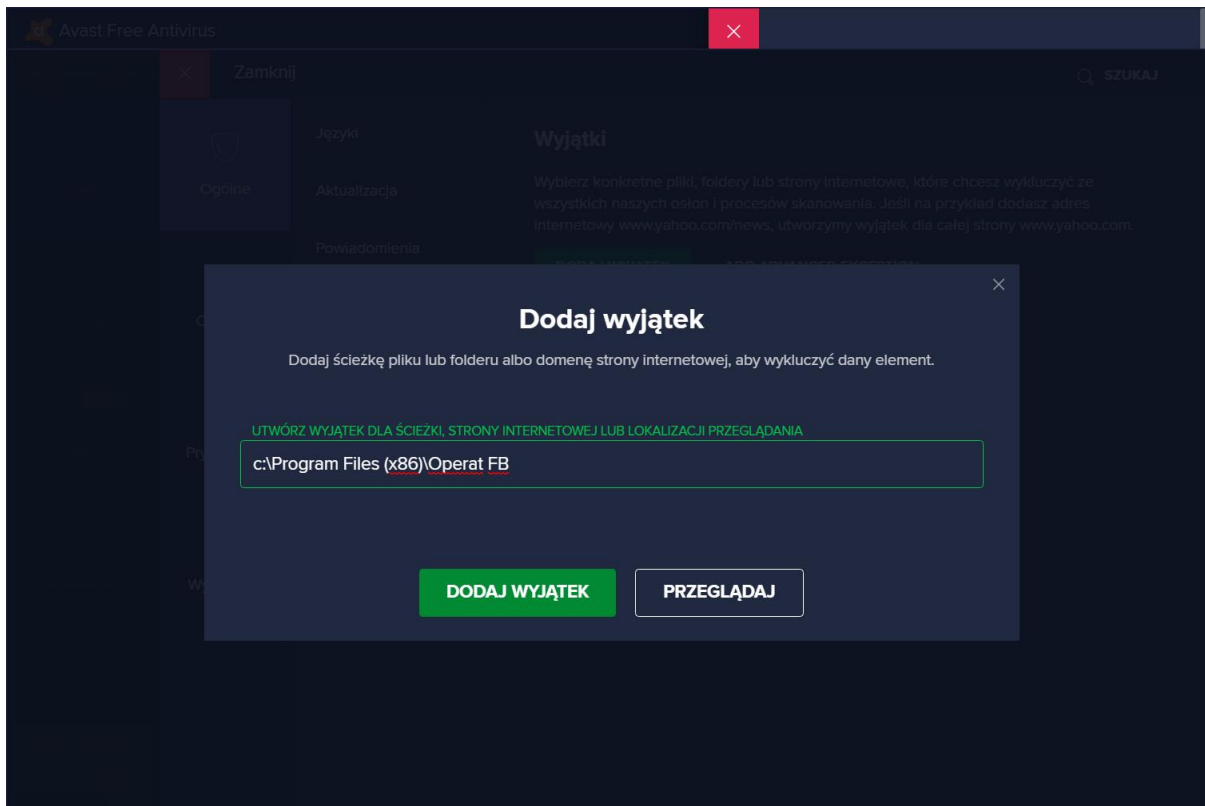 Avast Free Antivirus
Zamknij
SZUKAJ
Ogólne
Języki
Aktualizacja
Powiadomienia
Wyjątki
Wybierz konkretne pliki, foldery lub strony internetowe, które chcesz wykluczyć ze
wszystkich naszych osłon i procesów skanowania. Jeśli na przykład dodasz adres
internetowy www.yahoo.com/news, utworzymy wyjątek dla całej strony www.yahoo.com.
Dodaj wyjątek
Dodaj ścieżkę pliku lub folderu albo domenę strony internetowej, aby wykluczyć dany element.
UTWÓRZ WYJĄTEK DLA ŚCIEŻKI, STRONY INTERNETOWEJ LUB LOKALIZACJI PRZEGLĄDANIA
c:\Program Files (x86)\Operat FB
DODAJ WYJĄTEK
PRZEGLĄDAJ